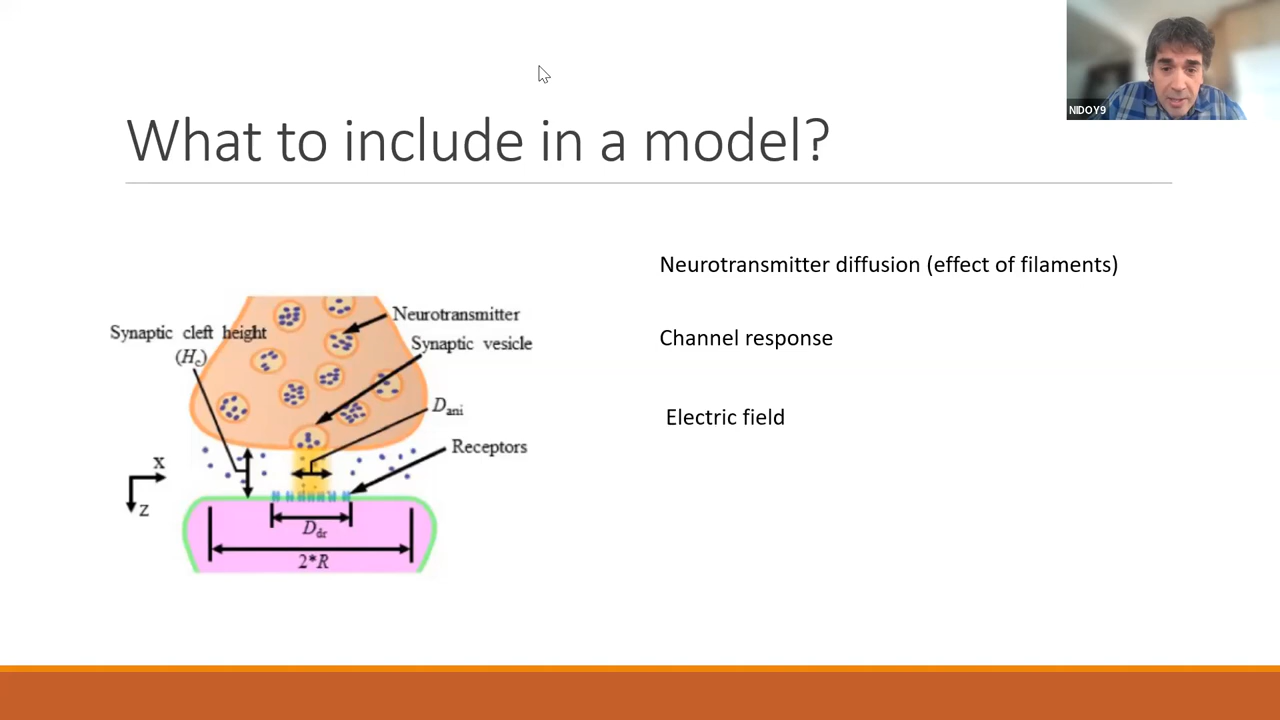 NIDOY9
What to include in a model?
Neurotransmitter diffusion (effect of filaments)
Channel response
Electric field
Neurotransmitter
Synaptic cleft height
(Hc)
Synaptic vesicle
Dani
Receptors
X
Z
Ddr
2*R